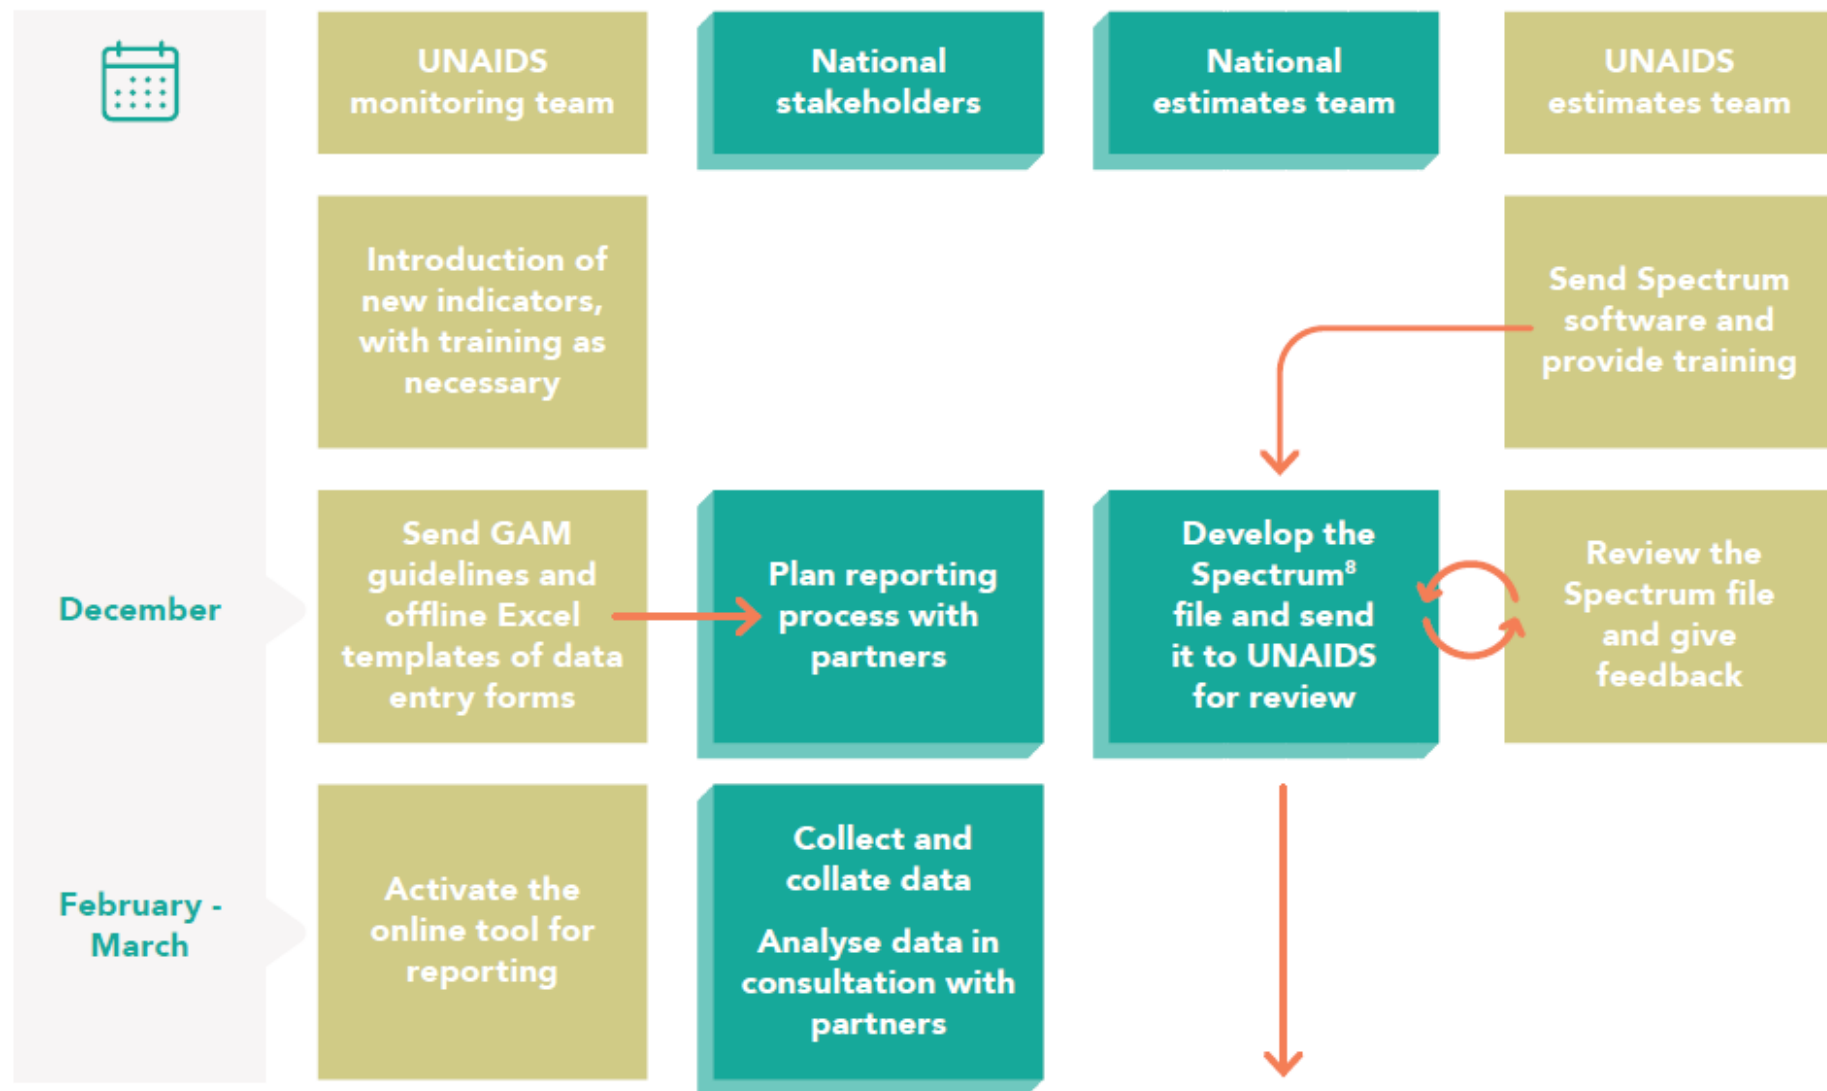 UNAIDS
monitoring team
National
stakeholders
National
estimates team
UNAIDS
estimates team
Introduction of
new indicators,
with training as
necessary
Send Spectrum
software and
provide training
December
Send GAM
guidelines and
offline Excel
templates of data
entry forms
Plan reporting
process with
partners
Develop the
Spectrum⁸
file and send
it to UNAIDS
for review
Review the
Spectrum file
and give
feedback
February -
March
Activate the
online tool for
reporting
Collect and
collate data
Analyse data in
consultation with
partners